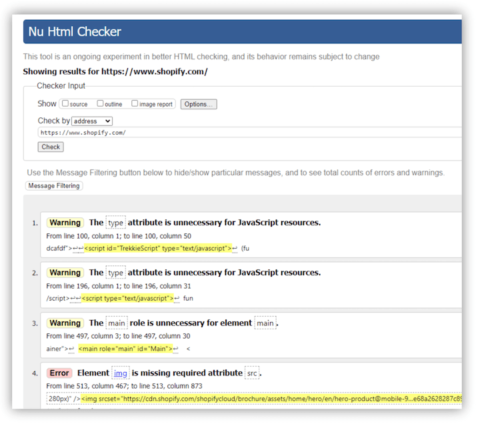 Nu Html Checker
This tool is an ongoing experiment in better HTML checking, and its behavior remains subject to change
Showing results for https://www.shopify.com/
Checker Input
Show source outline image report Options...
Check by address
https://www.shopify.com/
Check
Use the Message Filtering button below to hide/show particular messages, and to see total counts of errors and warnings
Message Filtering
1. Warning The type attribute is unnecessary for JavaScript resources.
From line 100, column 1; to line 100, column 50
dcafdf">↩↩<script id="TrekkieScript" type="text/javascript">↩ (fu
2. Warning The type attribute is unnecessary for JavaScript resources.
From line 196, column 1; to line 196, column 31
/script>↩↩<script type="text/javascript">↩ fun
3. Warning The main role is unnecessary for element main.
From line 497, column 3; to line 497, column 30
ainer">↩ <main role="main" id="Main">↩ <
4. Error Element img is missing required attribute src.
From line 513, column 467; to line 513, column 873
280px)" /><img srcset="https://cdn.shopify.com/shopifycloud/brochure/assets/home/hero/en/hero-product@mobile-9...e68a2628287c89